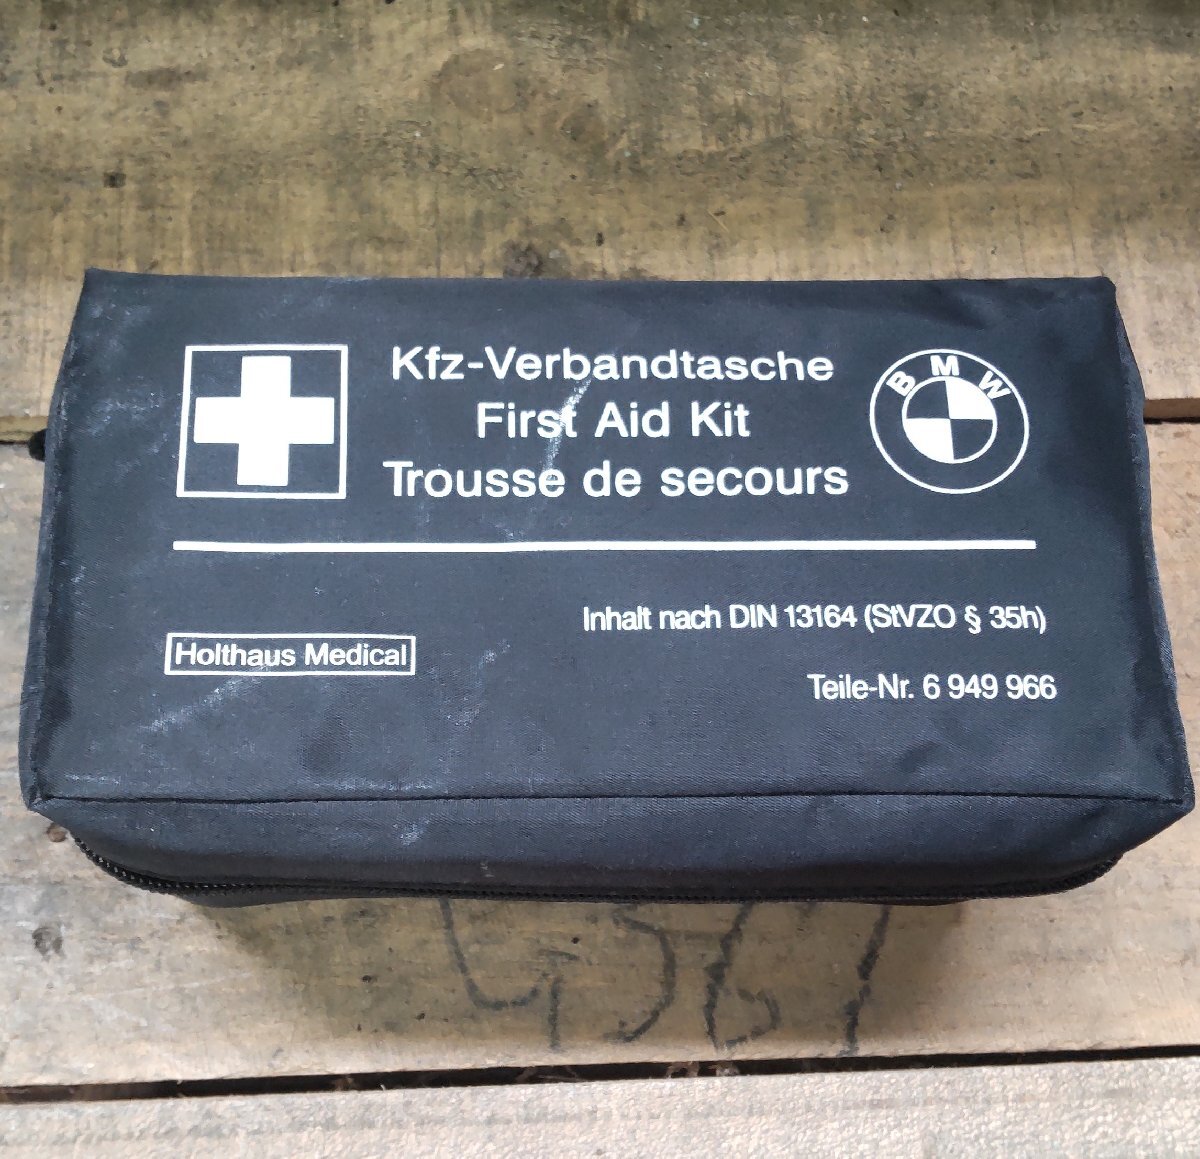 Kfz-Verbandtasche
First Aid Kit
Trousse de secours
BMW
Inhalt nach DIN 13164 (StVZO § 35h)
Holthaus Medical
Teile-Nr. 6 949 966